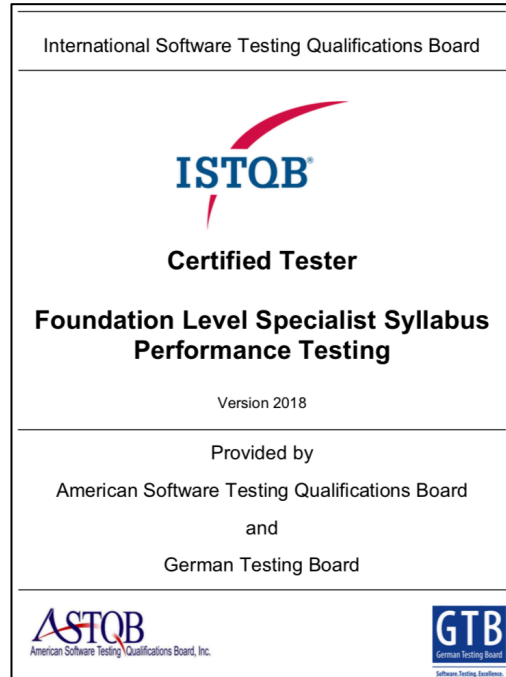 International Software Testing Qualifications Board
ISTQB®
Certified Tester
Foundation Level Specialist Syllabus
Performance Testing
Version 2018
Provided by
American Software Testing Qualifications Board
and
German Testing Board
ASTQB
American Software Testing Qualifications Board, Inc.
GTB
German Testing Board
Software.Testing.Excellence.